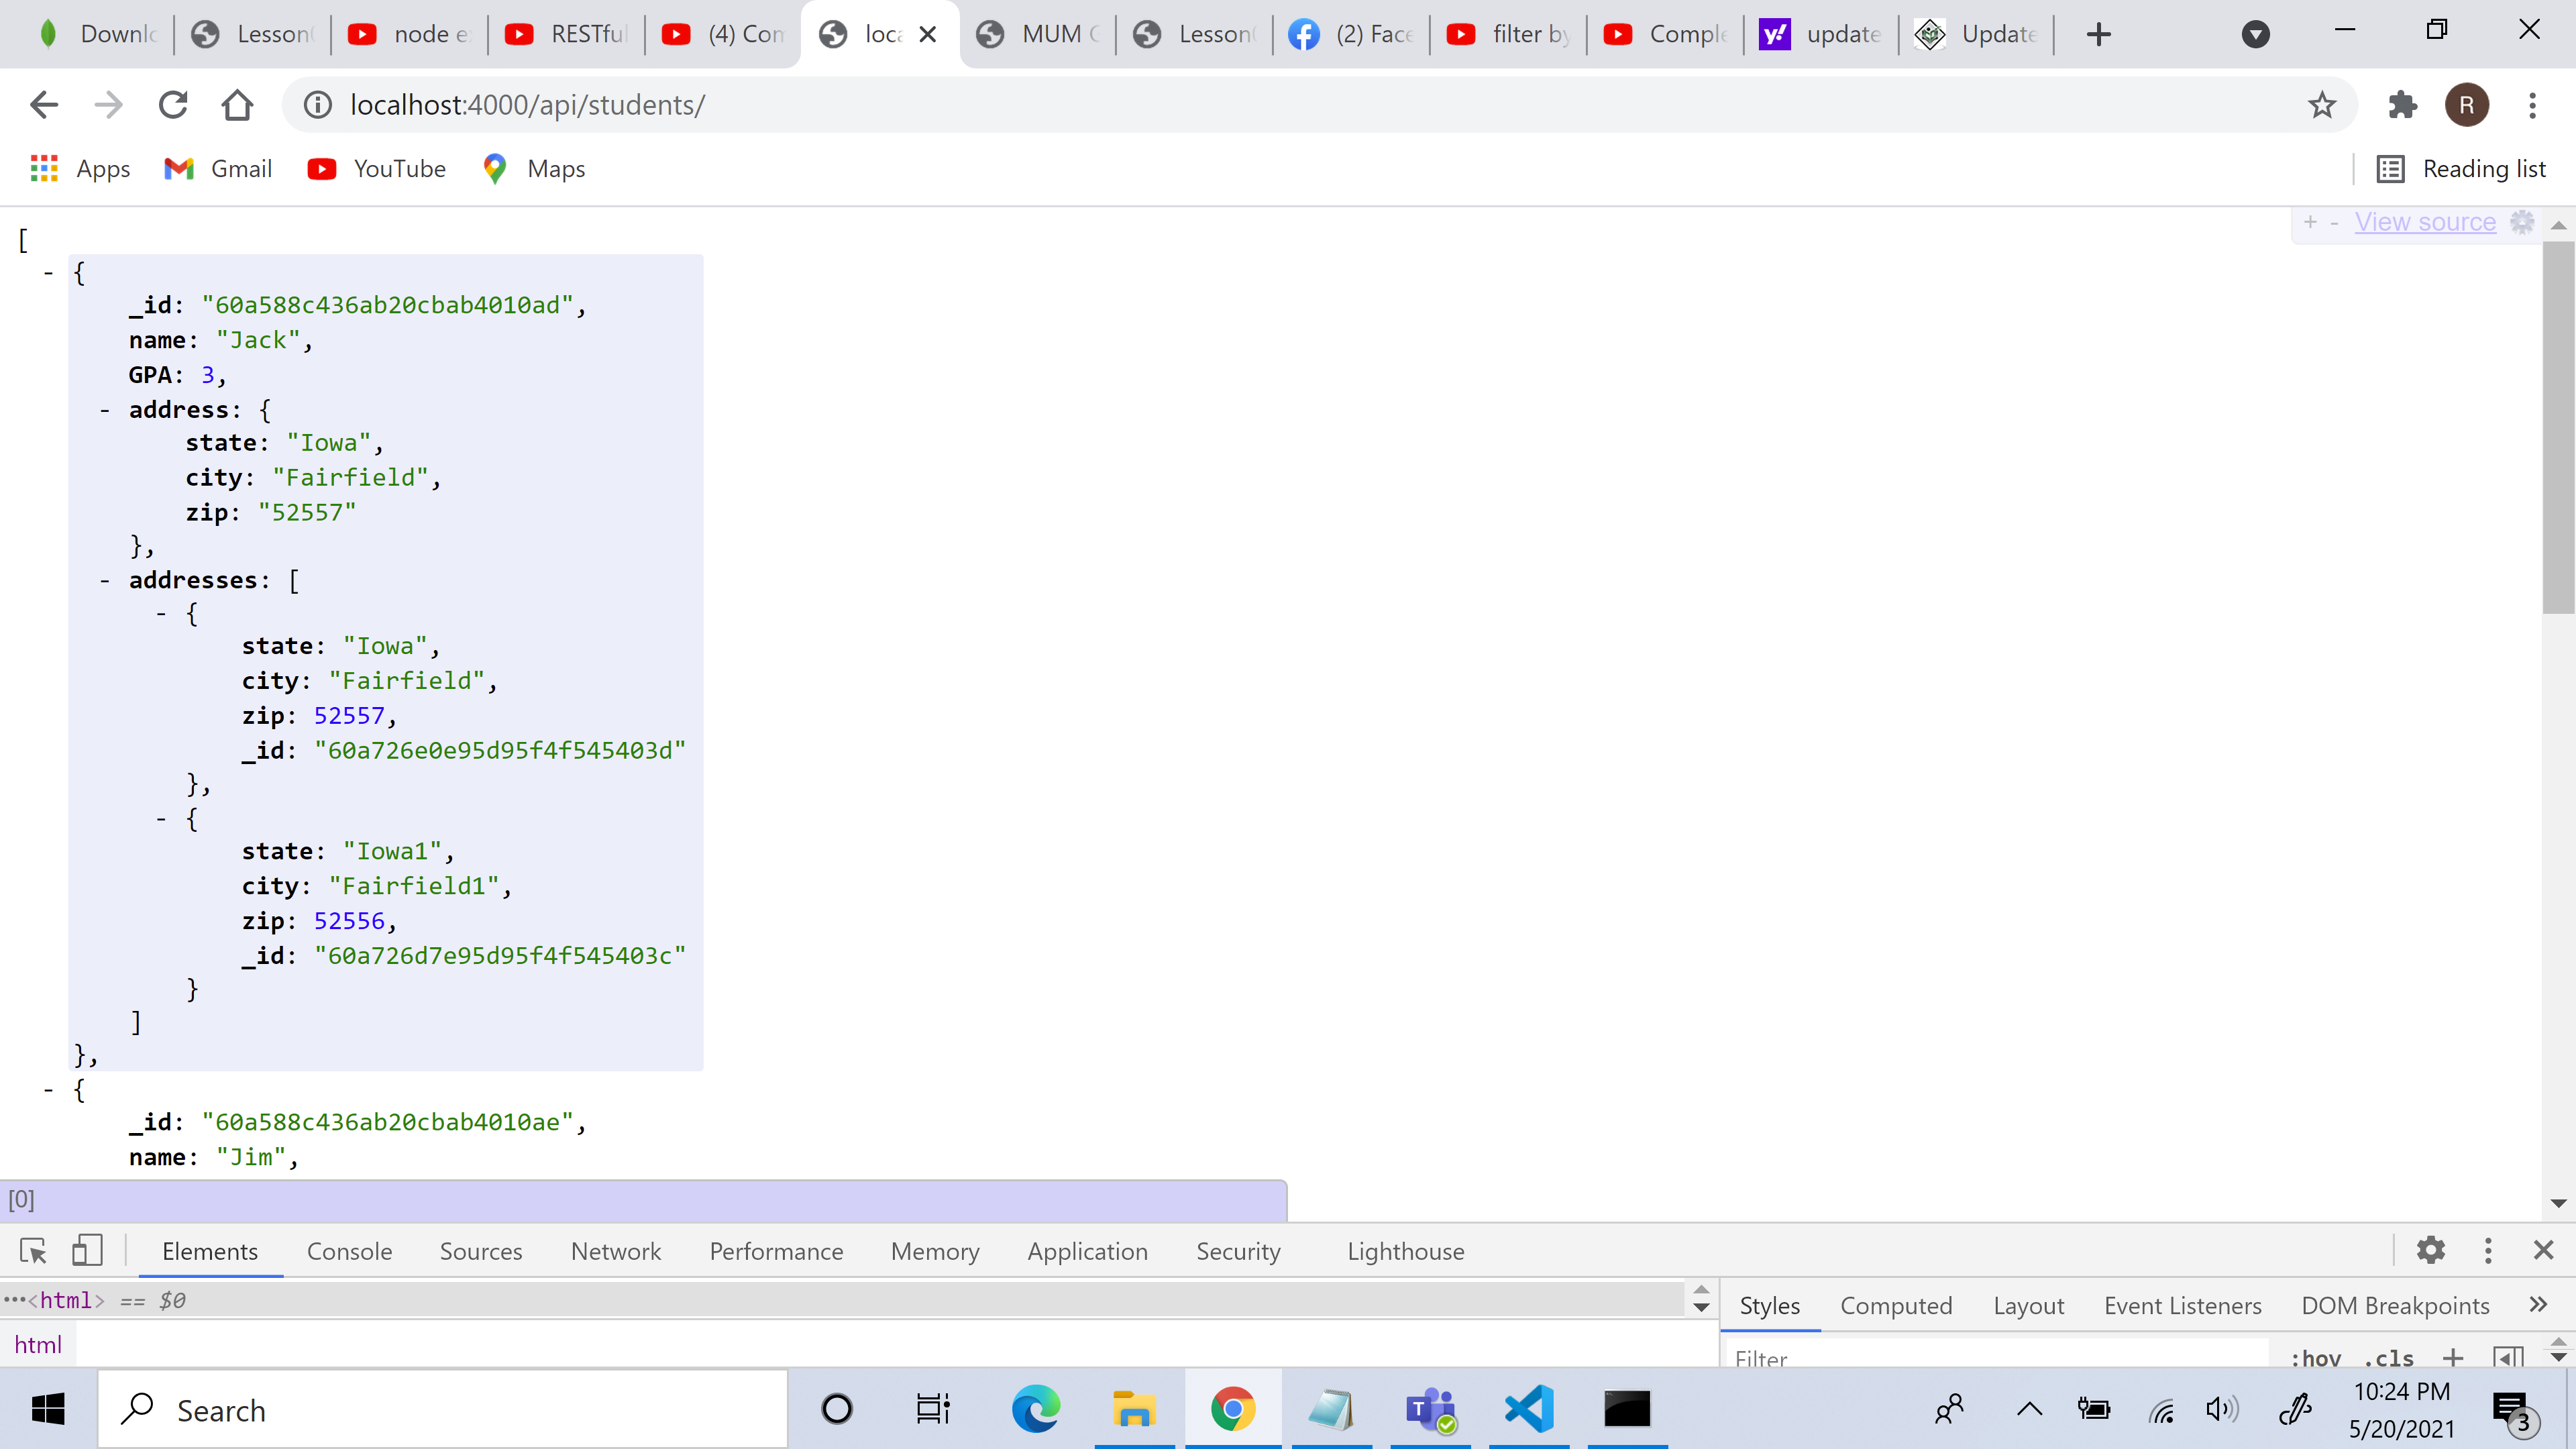 Downlo Lesson0 node e RESTful (4) Com loca MUM C Lesson0 (2) Face filter by Comple update Update
localhost:4000/api/students/ R
Apps Gmail YouTube Maps Reading list
+ - View source
[
- {
_id: "60a588c436ab20cbab4010ad",
name: "Jack",
GPA: 3,
- address: {
state: "Iowa",
city: "Fairfield",
zip: "52557"
},
- addresses: [
- {
state: "Iowa",
city: "Fairfield",
zip: 52557,
_id: "60a726e0e95d95f4f545403d"
},
- {
state: "Iowa1",
city: "Fairfield1",
zip: 52556,
_id: "60a726d7e95d95f4f545403c"
}
]
},
- {
_id: "60a588c436ab20cbab4010ae",
name: "Jim",
[0]
Elements Console Sources Network Performance Memory Application Security Lighthouse
···<html> == $0
Styles Computed Layout Event Listeners DOM Breakpoints »
html
Filter :hov .cls +
Search
10:24 PM
5/20/2021
3